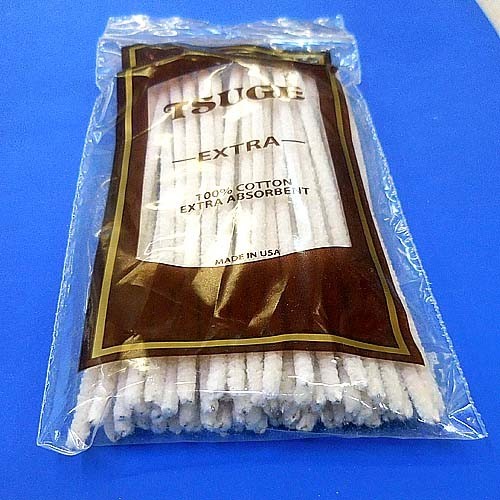 TSUGE
EXTRA
100% COTTON
EXTRA ABSORBENT
MADE IN USA